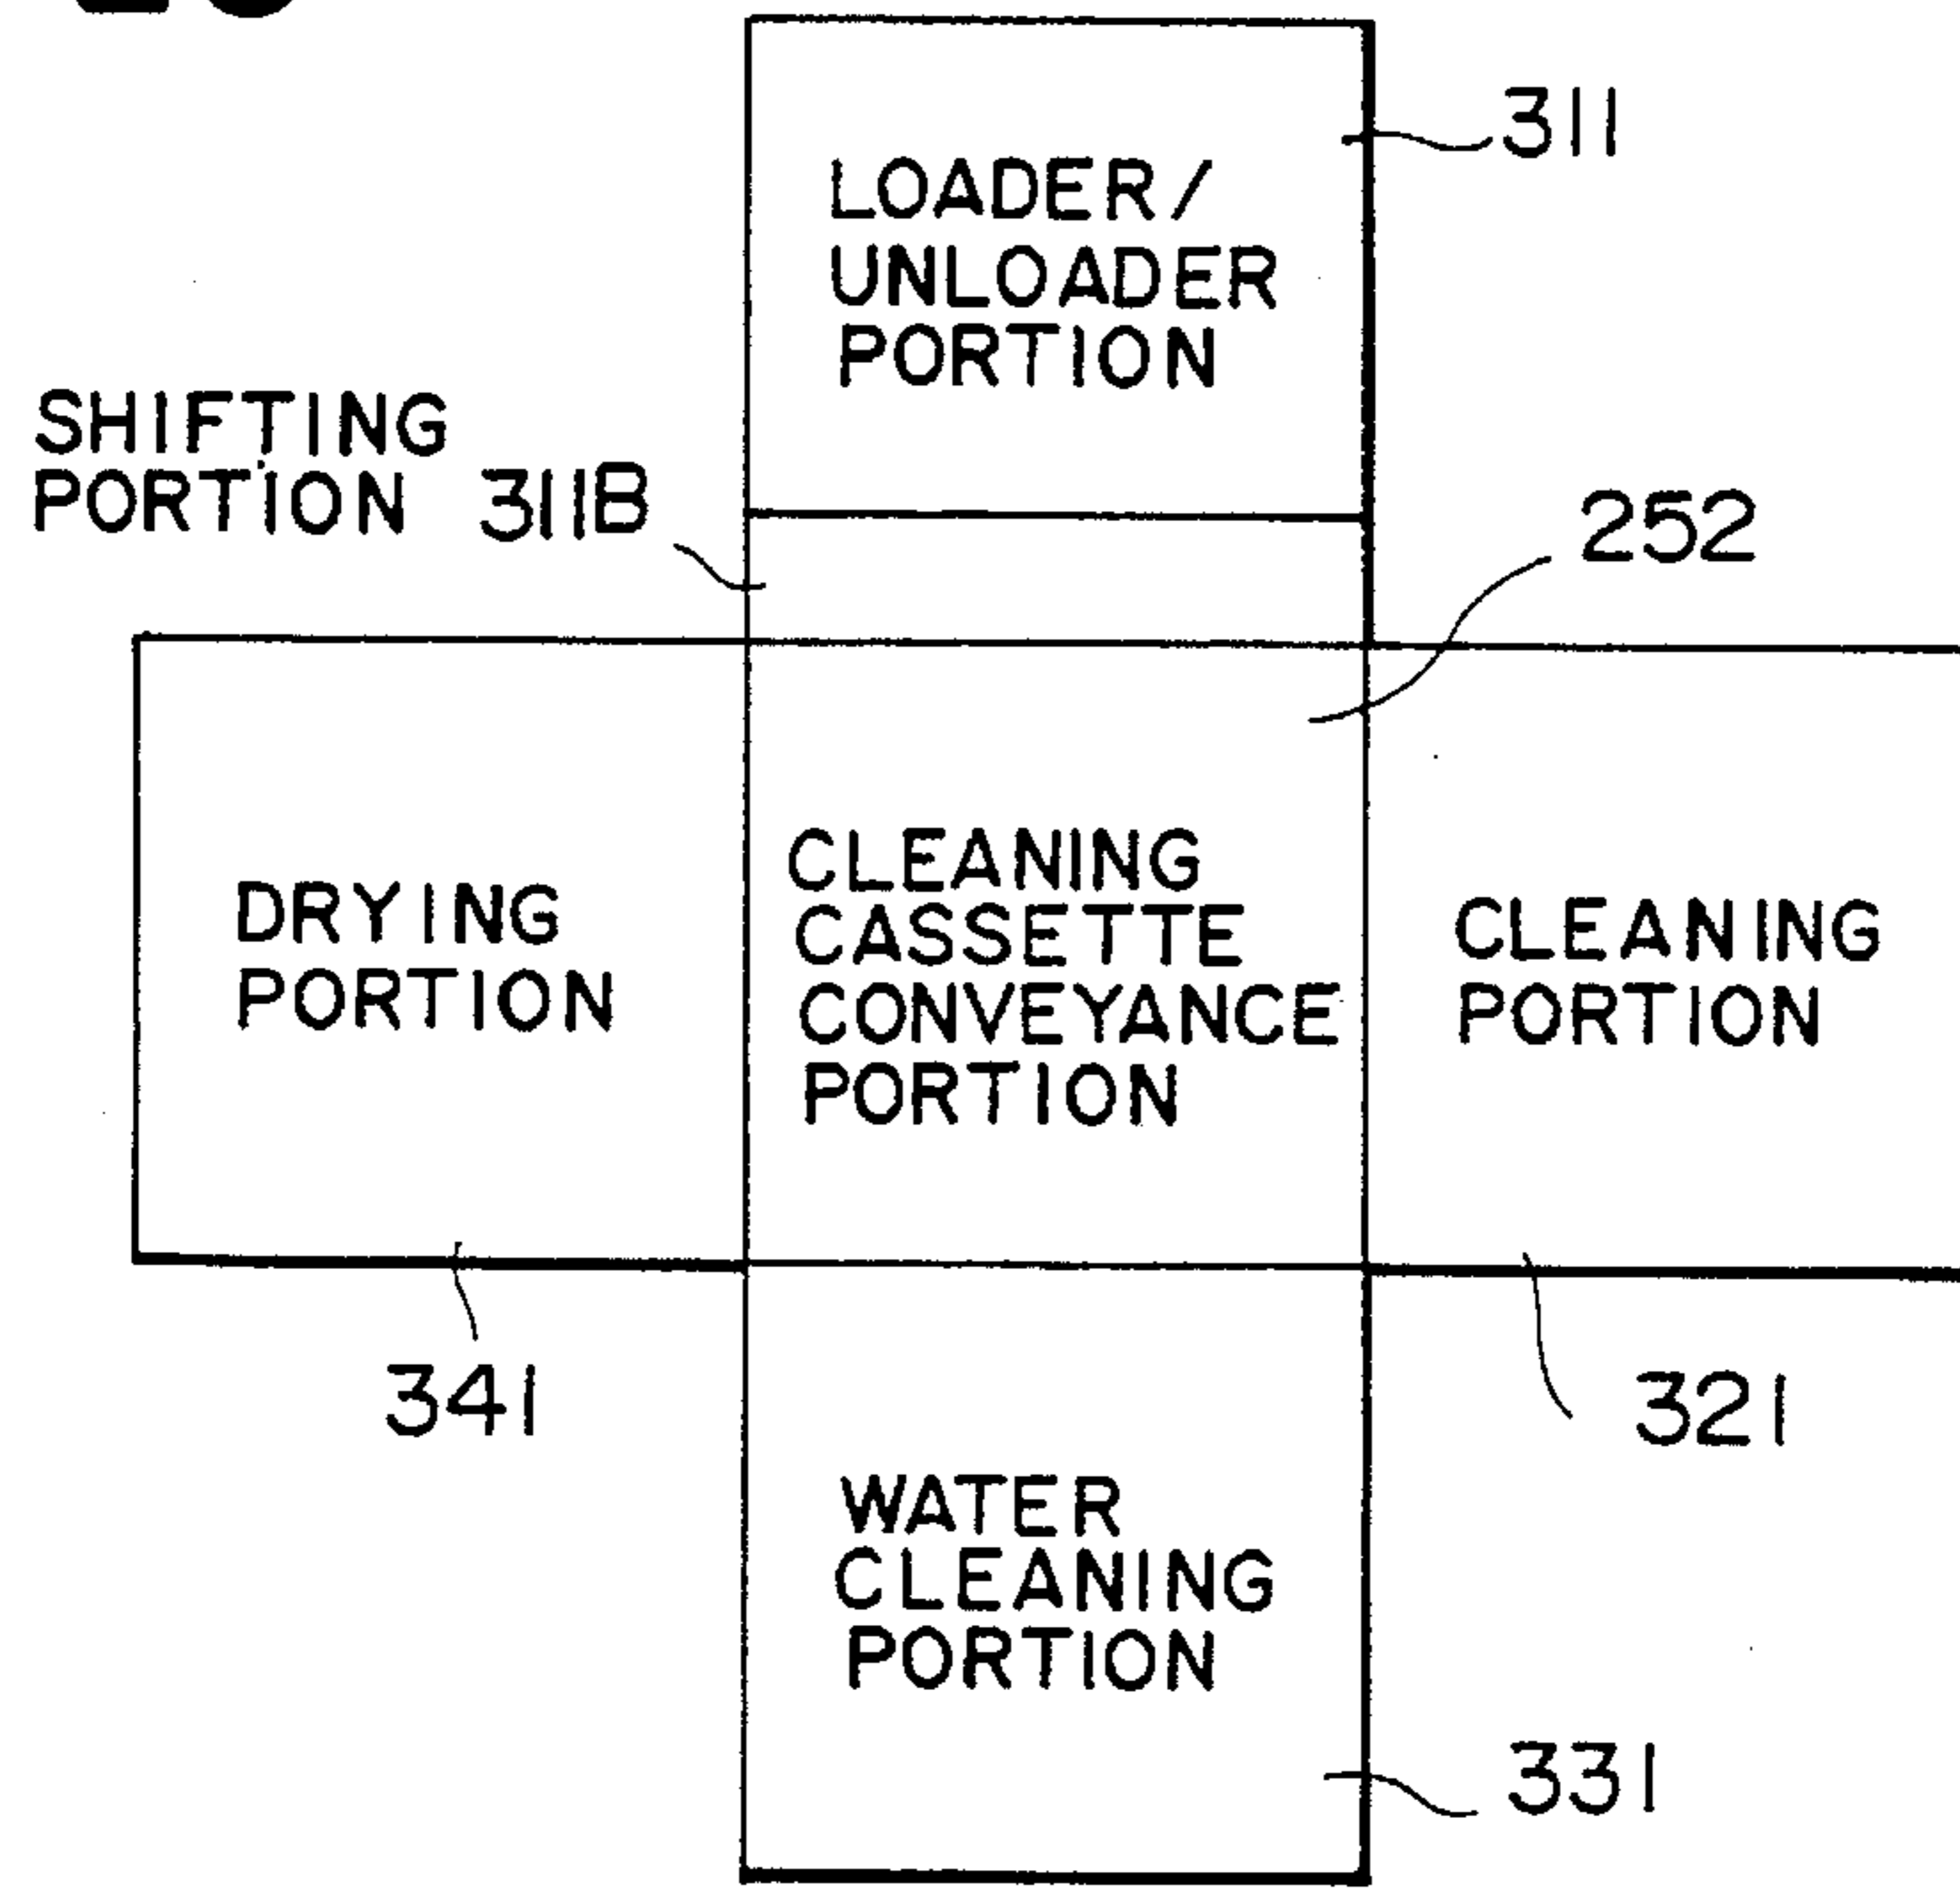 311
LOADER/
UNLOADER
PORTION
SHIFTING
PORTION 311B
252
DRYING
PORTION
CLEANING
CASSETTE
CONVEYANCE
PORTION
CLEANING
PORTION
341
321
WATER
CLEANING
PORTION
331